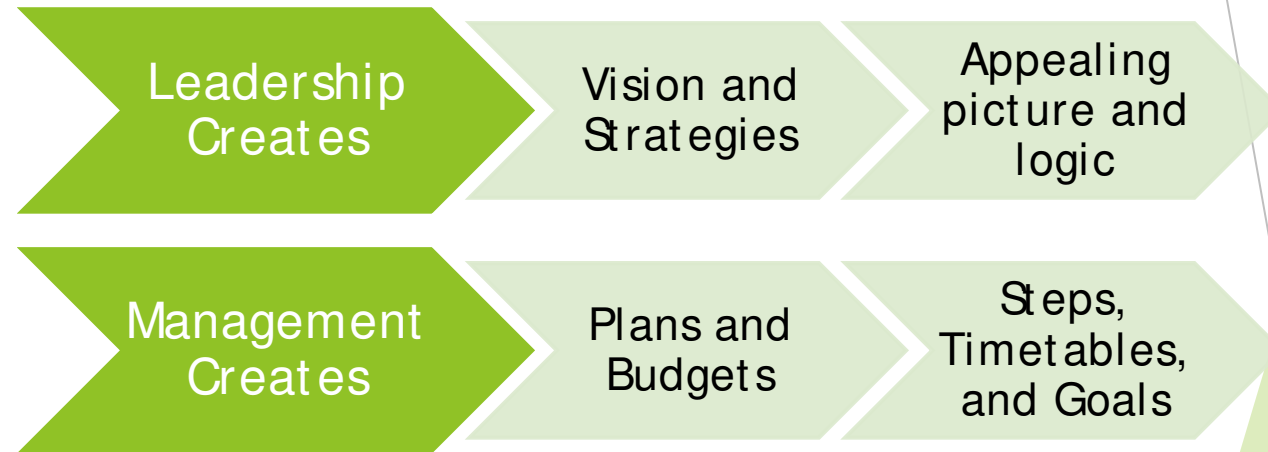 Leadership
Creates
Vision and
Strategies
Appealing
picture and
logic
Management
Creates
Plans and
Budgets
Steps,
Timetables,
and Goals